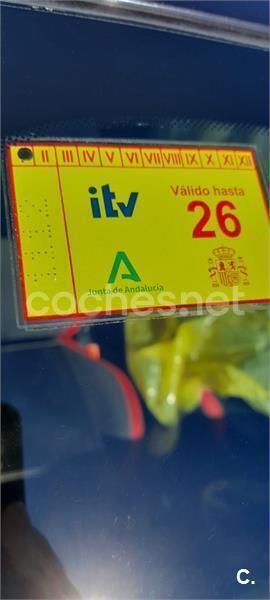 I II III IV V VI VII VIII IX X XI XII
itv
Válido hasta
26
Junta de Andalucía
coches.net
C.